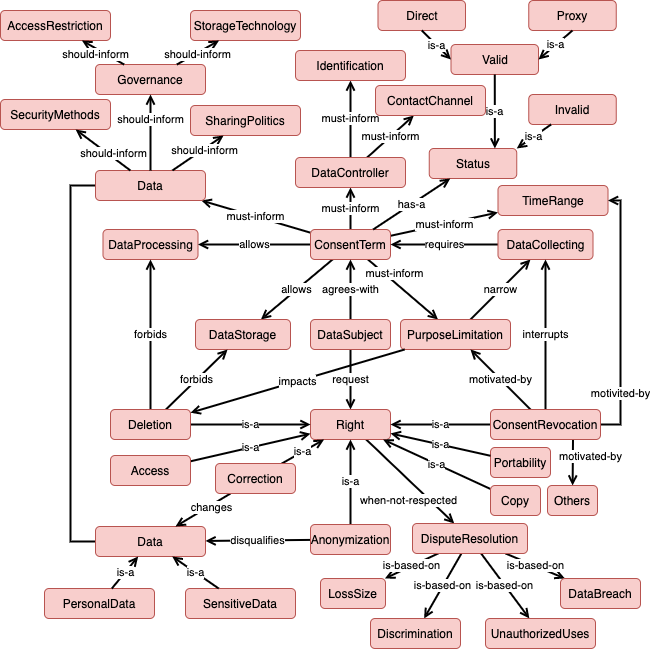 Direct
Proxy
AccessRestriction
StorageTechnology
should-inform
should-inform
is-a
is-a
Valid
Identification
Governance
ContactChannel
SecurityMethods
should-inform
SharingPolitics
must-inform
is-a
Invalid
must-inform
is-a
should-inform
should-inform
Status
DataController
Data
TimeRange
must-inform
has-a
must-inform
must-inform
DataProcessing
allows
ConsentTerm
requires
DataCollecting
must-inform
allows
agrees-with
narrow
DataStorage
DataSubject
PurposeLimitation
forbids
interrupts
forbids
impacts
request
motivated-by
motivited-by
Deletion
is-a
Right
is-a
ConsentRevocation
is-a
is-a
is-a
motivated-by
Access
Portability
is-a
Correction
is-a
when-not-respected
Copy
Others
changes
Data
disqualifies
Anonymization
DisputeResolution
is-a
is-a
is-based-on
is-based-on
is-based-on
is-based-on
PersonalData
SensitiveData
LossSize
DataBreach
Discrimination
UnauthorizedUses